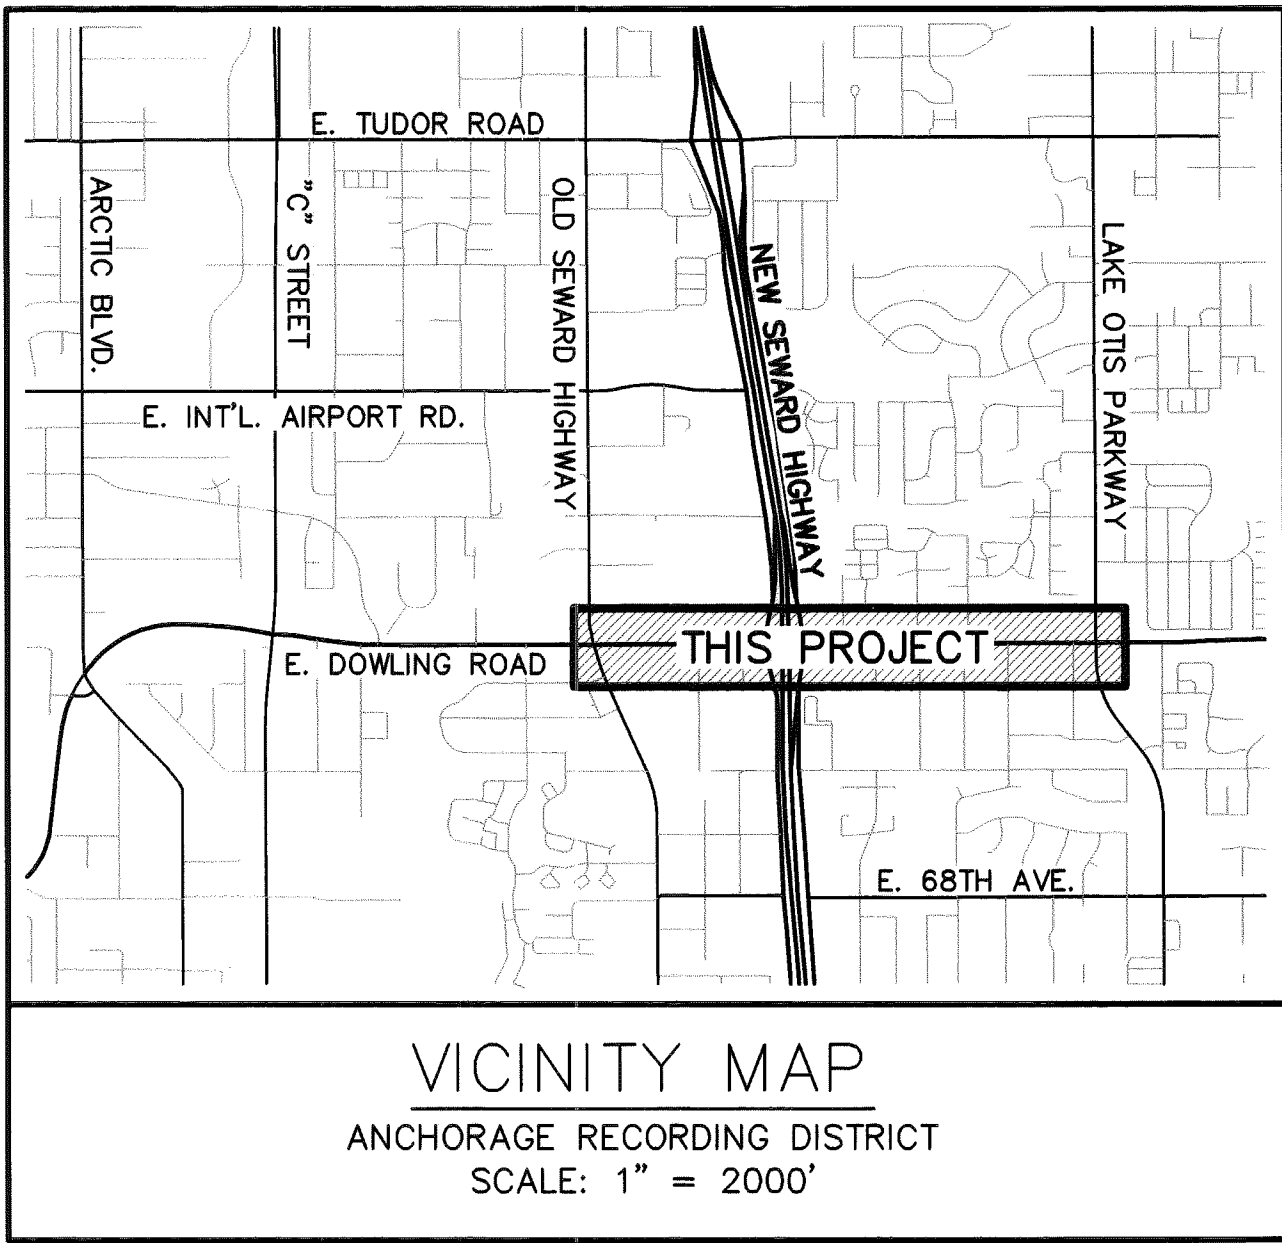 E. TUDOR ROAD
ARCTIC BLVD.
"C" STREET
OLD SEWARD HIGHWAY
NEW SEWARD HIGHWAY
LAKE OTIS PARKWAY
E. INT'L. AIRPORT RD.
THIS PROJECT
E. DOWLING ROAD
E. 68TH AVE.
VICINITY MAP
ANCHORAGE RECORDING DISTRICT
SCALE: 1" = 2000'